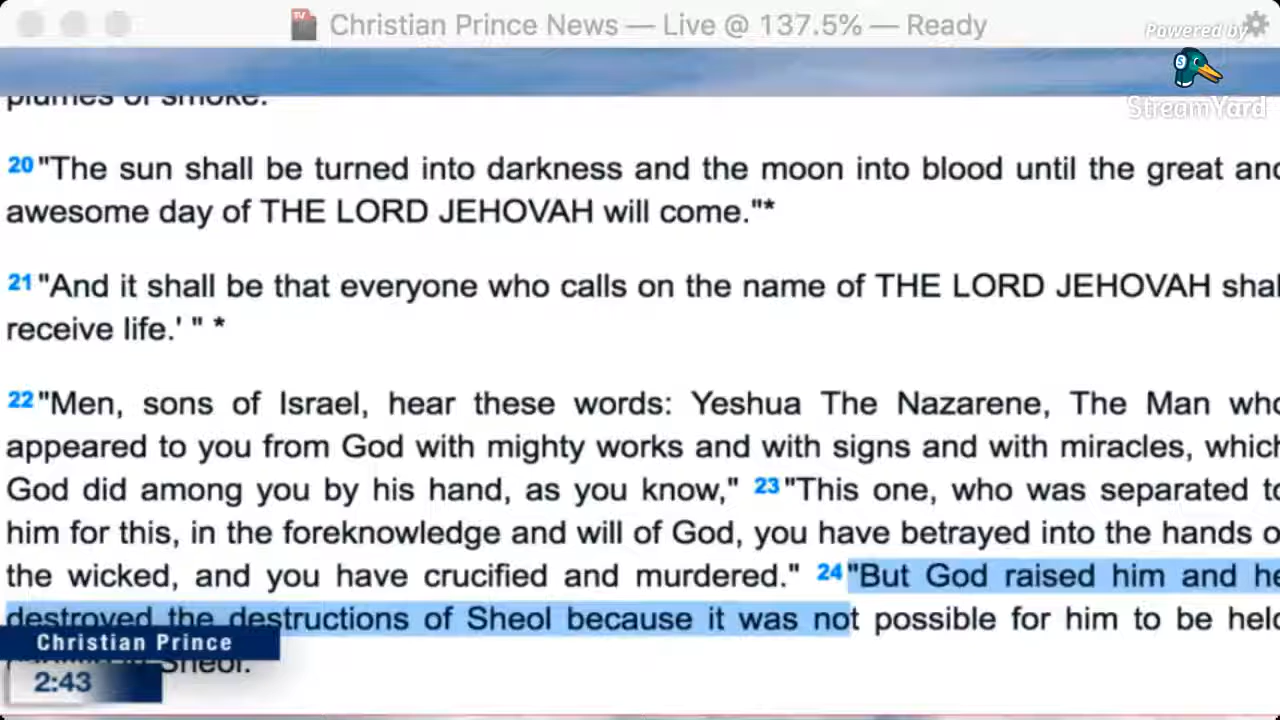 Christian Prince News — Live @ 137.5% — Ready
Powered by
StreamYard
plumes of smoke.
20 "The sun shall be turned into darkness and the moon into blood until the great and
awesome day of THE LORD JEHOVAH will come."*
21 "And it shall be that everyone who calls on the name of THE LORD JEHOVAH shal
receive life.' " *
22 "Men, sons of Israel, hear these words: Yeshua The Nazarene, The Man who
appeared to you from God with mighty works and with signs and with miracles, which
God did among you by his hand, as you know," 23 "This one, who was separated to
him for this, in the foreknowledge and will of God, you have betrayed into the hands o
the wicked, and you have crucified and murdered." 24 "But God raised him and he
destroyed the destructions of Sheol because it was not possible for him to be held
Sheol.
Christian Prince
2:43